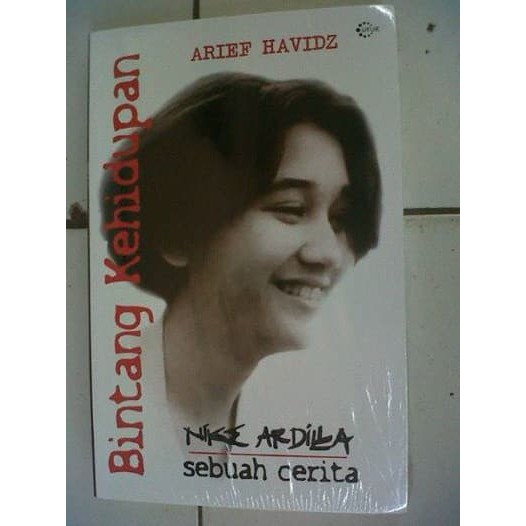 ARIEF HAVIDZ
Bintang Kehidupan
NIKE ARDILLA
sebuah cerita